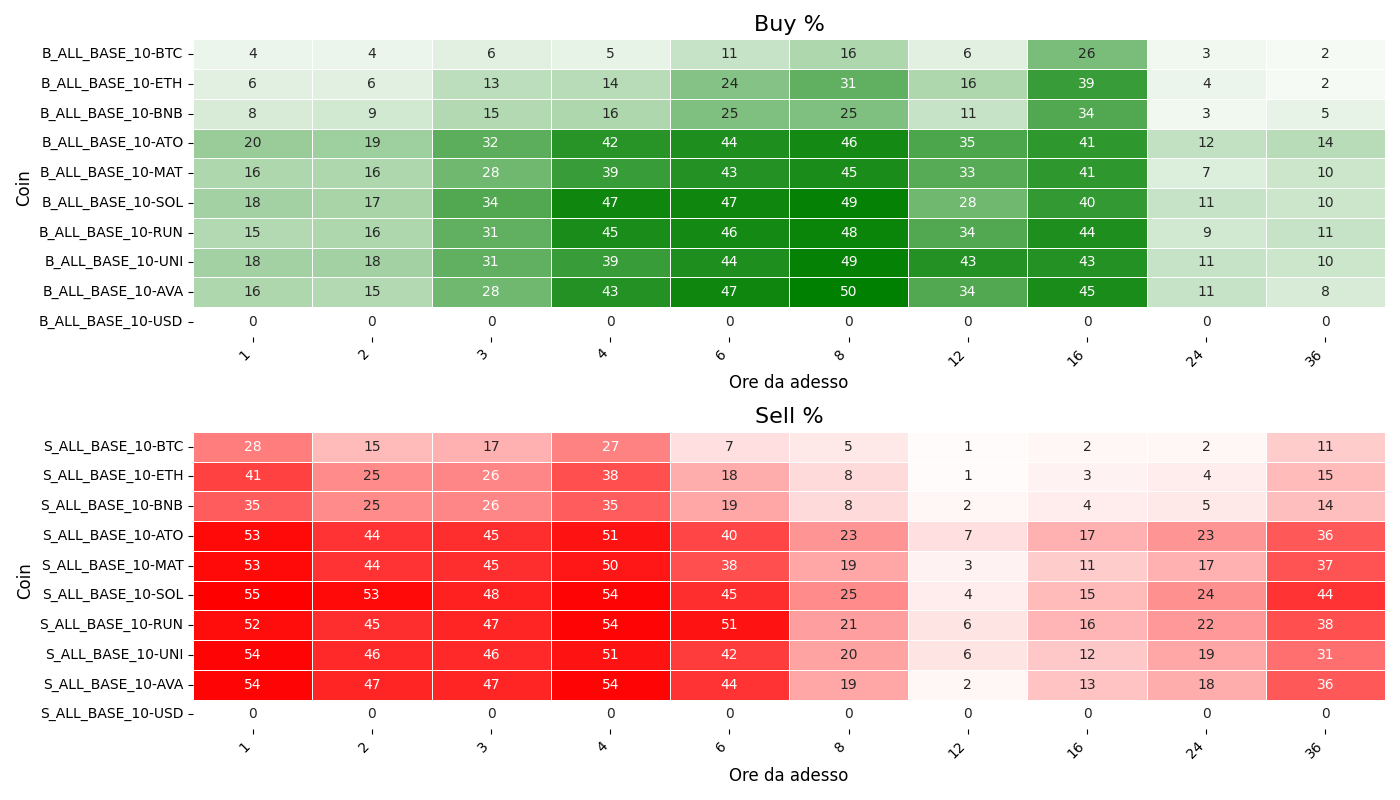 Buy %
Coin
B_ALL_BASE_10-BTC 4 4 6 5 11 16 6 26 3 2
B_ALL_BASE_10-ETH 6 6 13 14 24 31 16 39 4 2
B_ALL_BASE_10-BNB 8 9 15 16 25 25 11 34 3 5
B_ALL_BASE_10-ATO 20 19 32 42 44 46 35 41 12 14
B_ALL_BASE_10-MAT 16 16 28 39 43 45 33 41 7 10
B_ALL_BASE_10-SOL 18 17 34 47 47 49 28 40 11 10
B_ALL_BASE_10-RUN 15 16 31 45 46 48 34 44 9 11
B_ALL_BASE_10-UNI 18 18 31 39 44 49 43 43 11 10
B_ALL_BASE_10-AVA 16 15 28 43 47 50 34 45 11 8
B_ALL_BASE_10-USD 0 0 0 0 0 0 0 0 0 0
1 2 3 4 6 8 12 16 24 36
Ore da adesso
Sell %
Coin
S_ALL_BASE_10-BTC 28 15 17 27 7 5 1 2 2 11
S_ALL_BASE_10-ETH 41 25 26 38 18 8 1 3 4 15
S_ALL_BASE_10-BNB 35 25 26 35 19 8 2 4 5 14
S_ALL_BASE_10-ATO 53 44 45 51 40 23 7 17 23 36
S_ALL_BASE_10-MAT 53 44 45 50 38 19 3 11 17 37
S_ALL_BASE_10-SOL 55 53 48 54 45 25 4 15 24 44
S_ALL_BASE_10-RUN 52 45 47 54 51 21 6 16 22 38
S_ALL_BASE_10-UNI 54 46 46 51 42 20 6 12 19 31
S_ALL_BASE_10-AVA 54 47 47 54 44 19 2 13 18 36
S_ALL_BASE_10-USD 0 0 0 0 0 0 0 0 0 0
1 2 3 4 6 8 12 16 24 36
Ore da adesso